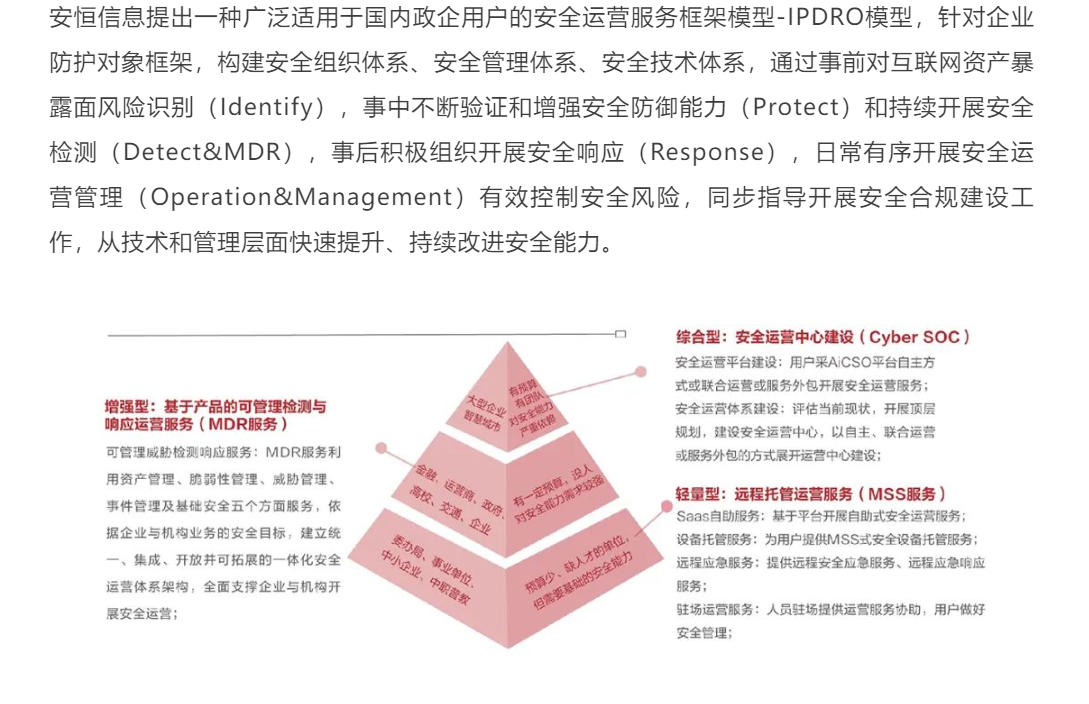 安恒信息提出一种广泛适用于国内政企用户的安全运营服务框架模型-IPDRO模型，针对企业
防护对象框架，构建安全组织体系、安全管理体系、安全技术体系，通过事前对互联网资产暴
露面风险识别（Identify），事中不断验证和增强安全防御能力（Protect）和持续开展安全
检测（Detect&MDR），事后积极组织开展安全响应（Response），日常有序开展安全运
营管理（Operation&Management）有效控制安全风险，同步指导开展安全合规建设工
作，从技术和管理层面快速提升、持续改进安全能力。
增强型：基于产品的可管理检测与
响应运营服务（MDR服务）
可管理威胁检测响应服务：MDR服务利
用资产管理、脆弱性管理、威胁管理、
事件管理及基础安全五个方面服务，依
据企业与机构业务的安全目标，建立统
一、集成、开放并可拓展的一体化安全
运营体系架构，全面支撑企业与机构开
展安全运营；
大型企业
智慧城市
有预算
有团队
对安全能力
严重依赖
金融、运营商、政府、
高校、交通、企业
有一定预算，没人
对安全能力需求较强
委办局、事业单位、
中小企业、中职普教
预算少、缺人才的单位，
但需要基础的安全能力
综合型：安全运营中心建设（Cyber SOC）
安全运营平台建设：用户采AiCSO平台自主方
式或联合运营或服务外包开展安全运营服务；
安全运营体系建设：评估当前现状，开展顶层
规划，建设安全运营中心，以自主、联合运营
或服务外包的方式展开运营中心建设；
轻量型：远程托管运营服务（MSS服务）
Saas自助服务：基于平台开展自助式安全运营服务；
设备托管服务：为用户提供MSS式安全设备托管服务；
远程应急服务：提供远程安全应急服务、远程应急响应
服务；
驻场运营服务：人员驻场提供运营服务协助，用户做好
安全管理；